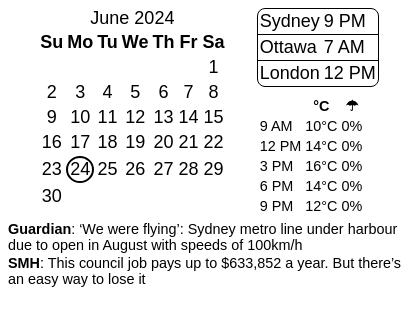 June 2024
Su Mo Tu We Th Fr Sa
1
2 3 4 5 6 7 8
9 10 11 12 13 14 15
16 17 18 19 20 21 22
23 24 25 26 27 28 29
30
Sydney 9 PM
Ottawa 7 AM
London 12 PM
°C ☂
9 AM 10°C 0%
12 PM 14°C 0%
3 PM 16°C 0%
6 PM 14°C 0%
9 PM 12°C 0%
Guardian: ‘We were flying’: Sydney metro line under harbour
due to open in August with speeds of 100km/h
SMH: This council job pays up to $633,852 a year. But there’s
an easy way to lose it